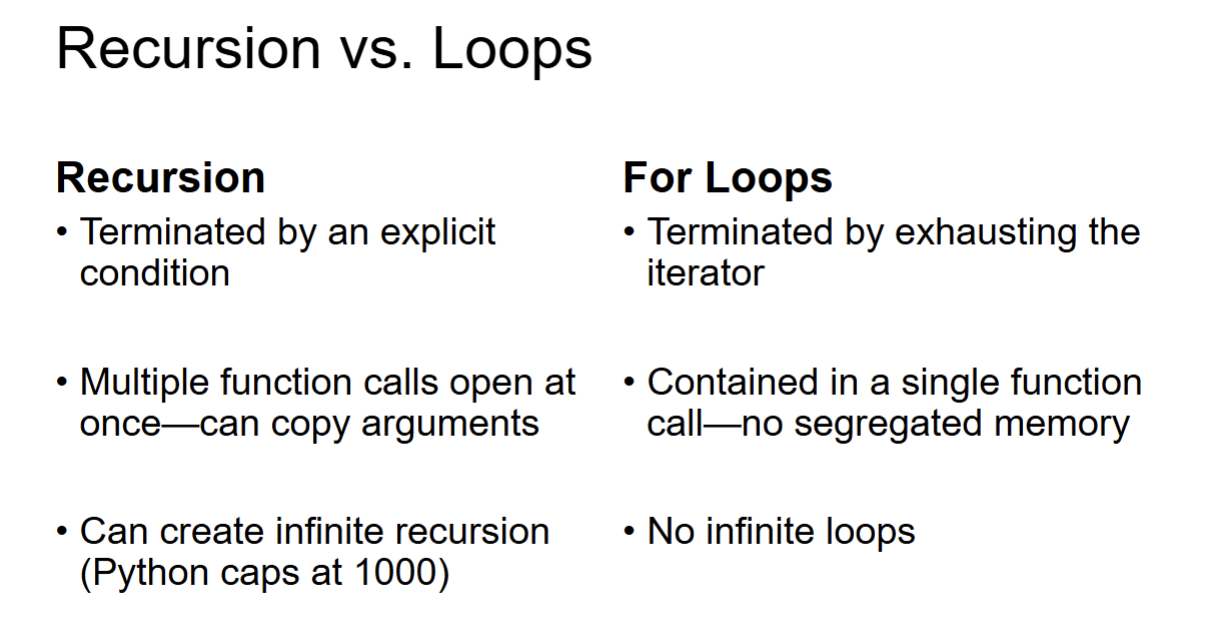 Recursion vs. Loops
Recursion
• Terminated by an explicit
condition
• Multiple function calls open at
once—can copy arguments
• Can create infinite recursion
(Python caps at 1000)
For Loops
• Terminated by exhausting the
iterator
• Contained in a single function
call—no segregated memory
• No infinite loops